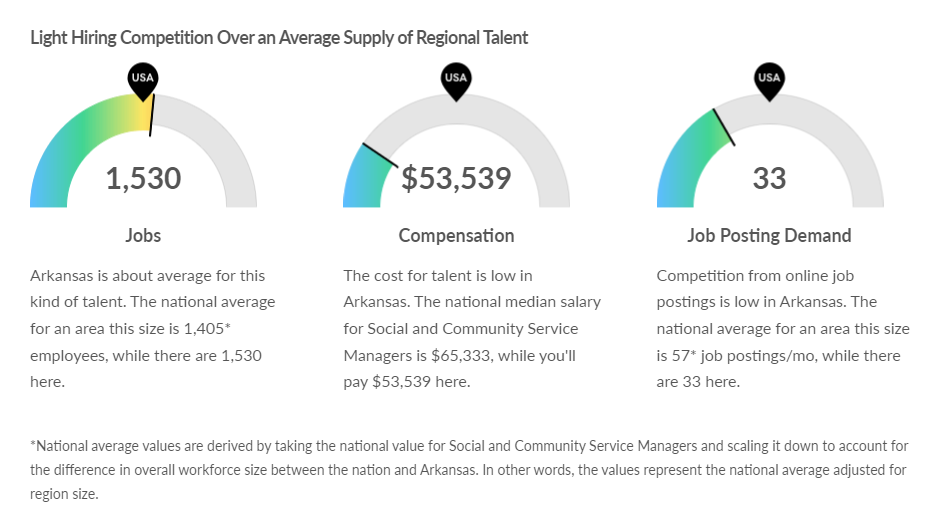 Light Hiring Competition Over an Average Supply of Regional Talent
USA
USA
USA
1,530
$53,539
33
Jobs
Compensation
Job Posting Demand
Arkansas is about average for this
kind of talent. The national average
for an area this size is 1,405*
employees, while there are 1,530
here.
The cost for talent is low in
Arkansas. The national median salary
for Social and Community Service
Managers is $65,333, while you'll
pay $53,539 here.
Competition from online job
postings is low in Arkansas. The
national average for an area this size
is 57* job postings/mo, while there
are 33 here.
*National average values are derived by taking the national value for Social and Community Service Managers and scaling it down to account for
the difference in overall workforce size between the nation and Arkansas. In other words, the values represent the national average adjusted for
region size.